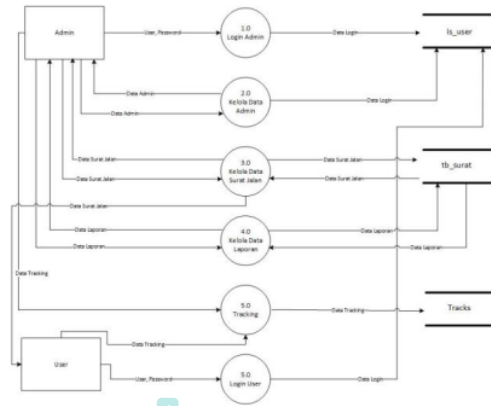 Admin
User, Password
1.0
Login Admin
Data Login
is_user
Data Admin
2.0
Kelola Data
Admin
Data Login
Data Admin
Data Surat Jalan
3.0
Kelola Data
Surat Jalan
Data Surat Jalan
tb_surat
Data Surat Jalan
Data Surat Jalan
Data Surat Jalan
Data Laporan
4.0
Kelola Data
Laporan
Data Laporan
Data Laporan
Data Laporan
Data Tracking
5.0
Tracking
Data Tracking
Tracks
Data Tracking
User
User, Password
5.0
Login User
Data Login